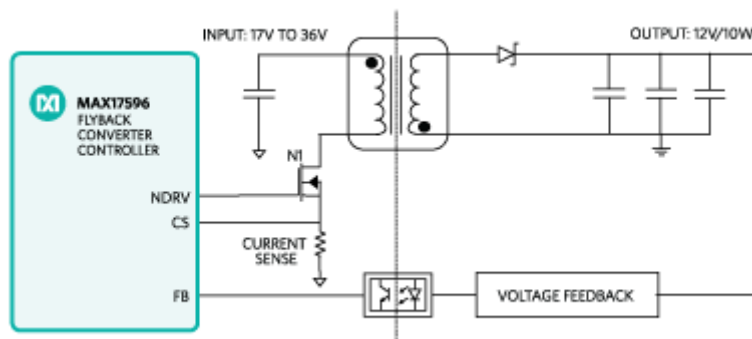 INPUT: 17V TO 36V
OUTPUT: 12V/10W
MAX17596
FLYBACK
CONVERTER
CONTROLLER
N1
NDRV
CS
CURRENT
SENSE
FB
VOLTAGE FEEDBACK